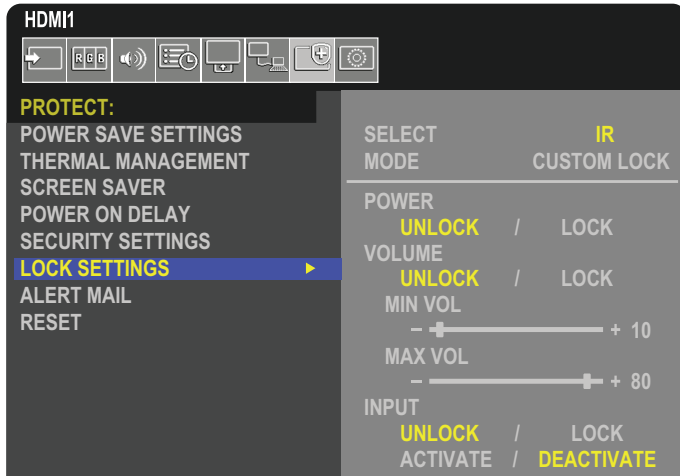 HDMI1
R G B
PROTECT:
POWER SAVE SETTINGS
THERMAL MANAGEMENT
SCREEN SAVER
POWER ON DELAY
SECURITY SETTINGS
LOCK SETTINGS
ALERT MAIL
RESET
SELECT IR
MODE CUSTOM LOCK
POWER
UNLOCK / LOCK
VOLUME
UNLOCK / LOCK
MIN VOL
– + 10
MAX VOL
– + 80
INPUT
UNLOCK / LOCK
ACTIVATE / DEACTIVATE